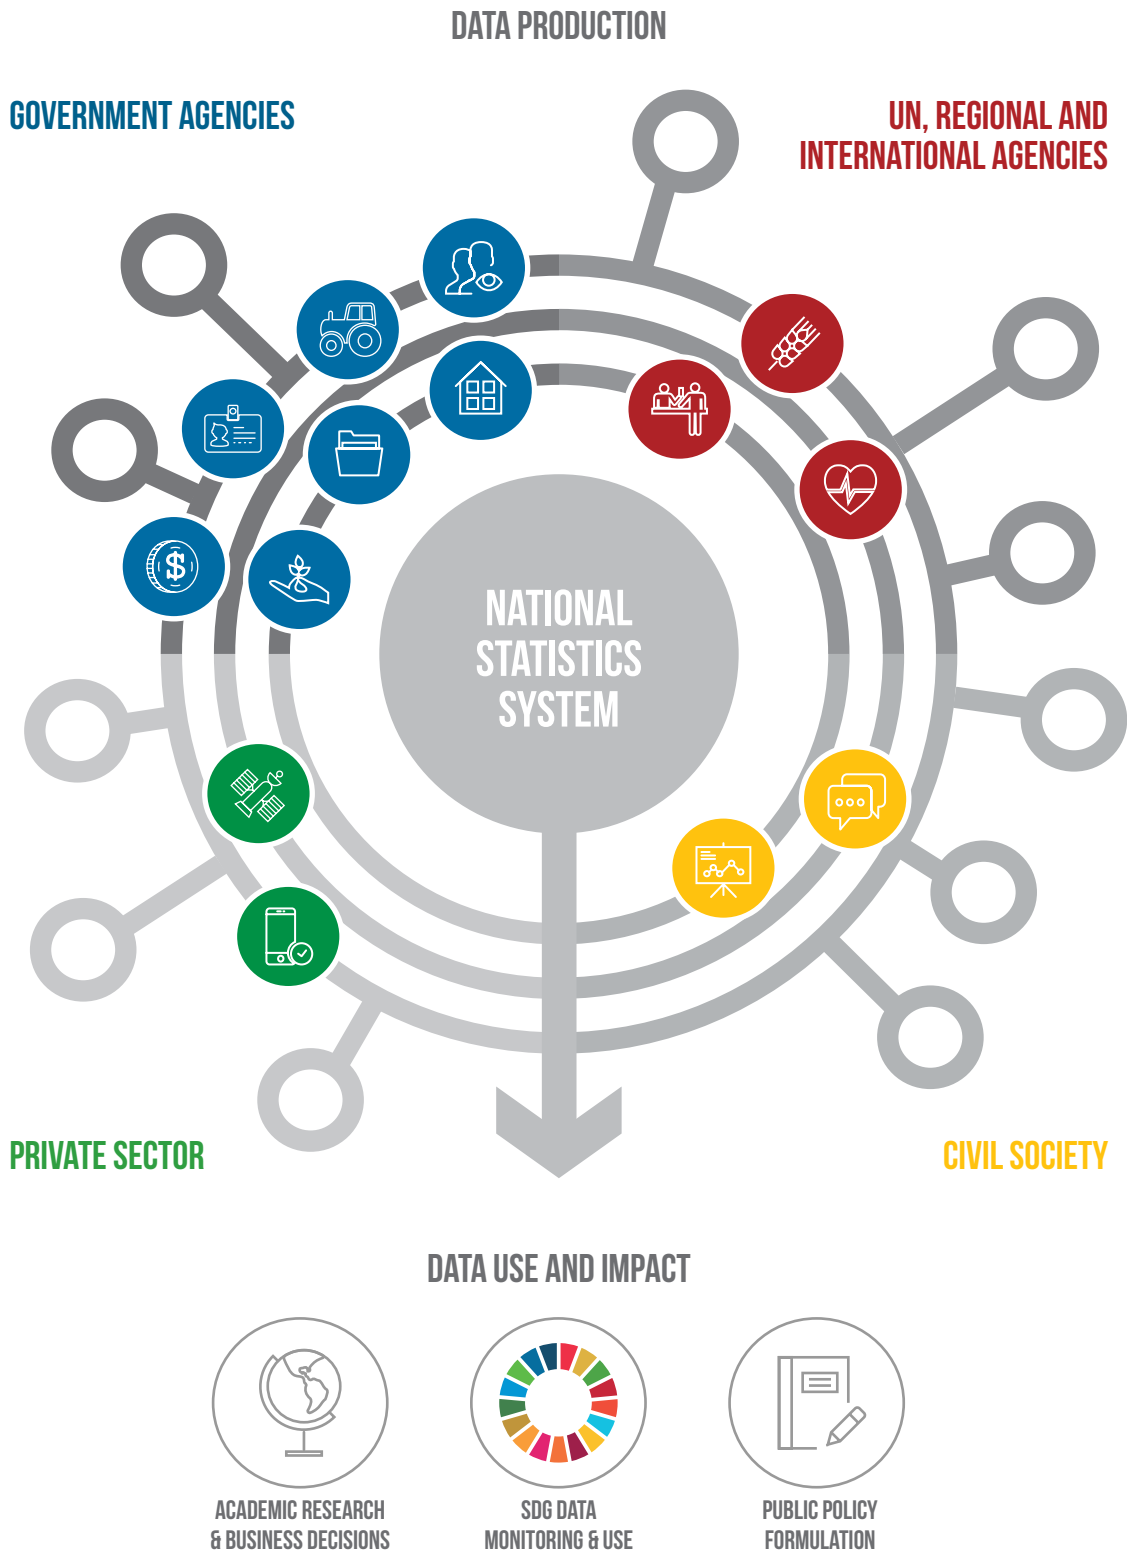 DATA PRODUCTION
GOVERNMENT AGENCIES
UN, REGIONAL AND
INTERNATIONAL AGENCIES
$
NATIONAL
STATISTICS
SYSTEM
PRIVATE SECTOR
CIVIL SOCIETY
DATA USE AND IMPACT
ACADEMIC RESEARCH
& BUSINESS DECISIONS
SDG DATA
MONITORING & USE
PUBLIC POLICY
FORMULATION